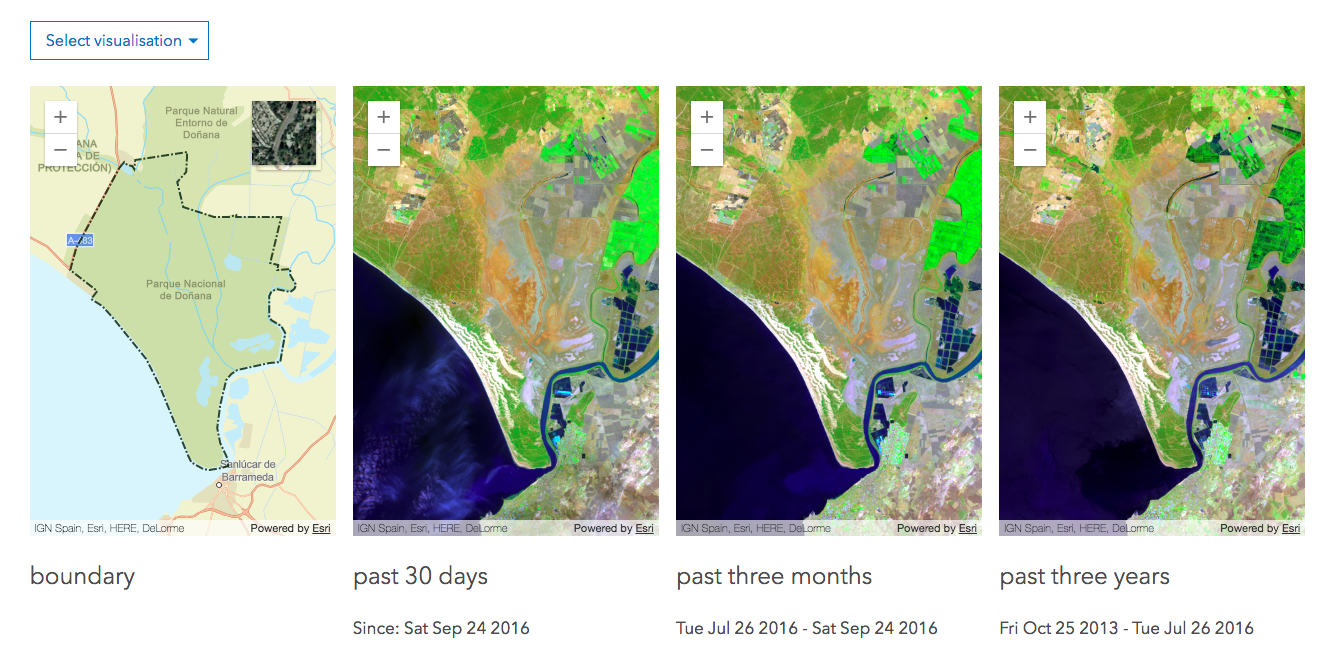 Select visualisation
+
−
Parque Natural
Entorno de
Doñana
ANA
A DE
PROTECCIÓN)
A-483
Parque Nacional
de Doñana
Sanlúcar de
Barrameda
IGN Spain, Esri, HERE, DeLorme
Powered by Esri
+
−
IGN Spain, Esri, HERE, DeLorme
Powered by Esri
+
−
IGN Spain, Esri, HERE, DeLorme
Powered by Esri
+
−
IGN Spain, Esri, HERE, DeLorme
Powered by Esri
boundary
past 30 days
past three months
past three years
Since: Sat Sep 24 2016
Tue Jul 26 2016 - Sat Sep 24 2016
Fri Oct 25 2013 - Tue Jul 26 2016